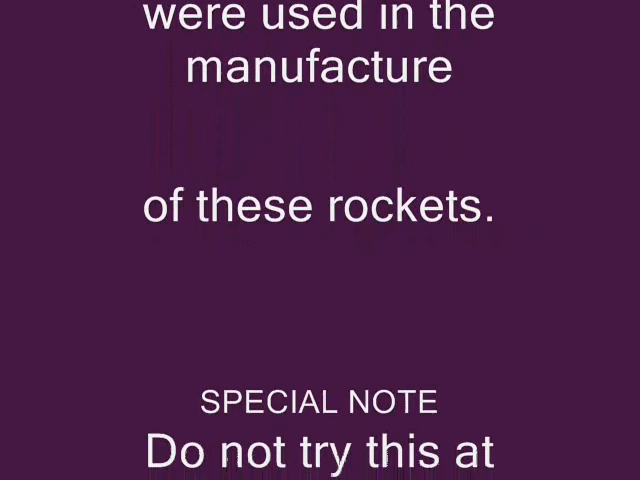 were used in the
manufacture
of these rockets.
SPECIAL NOTE
Do not try this at